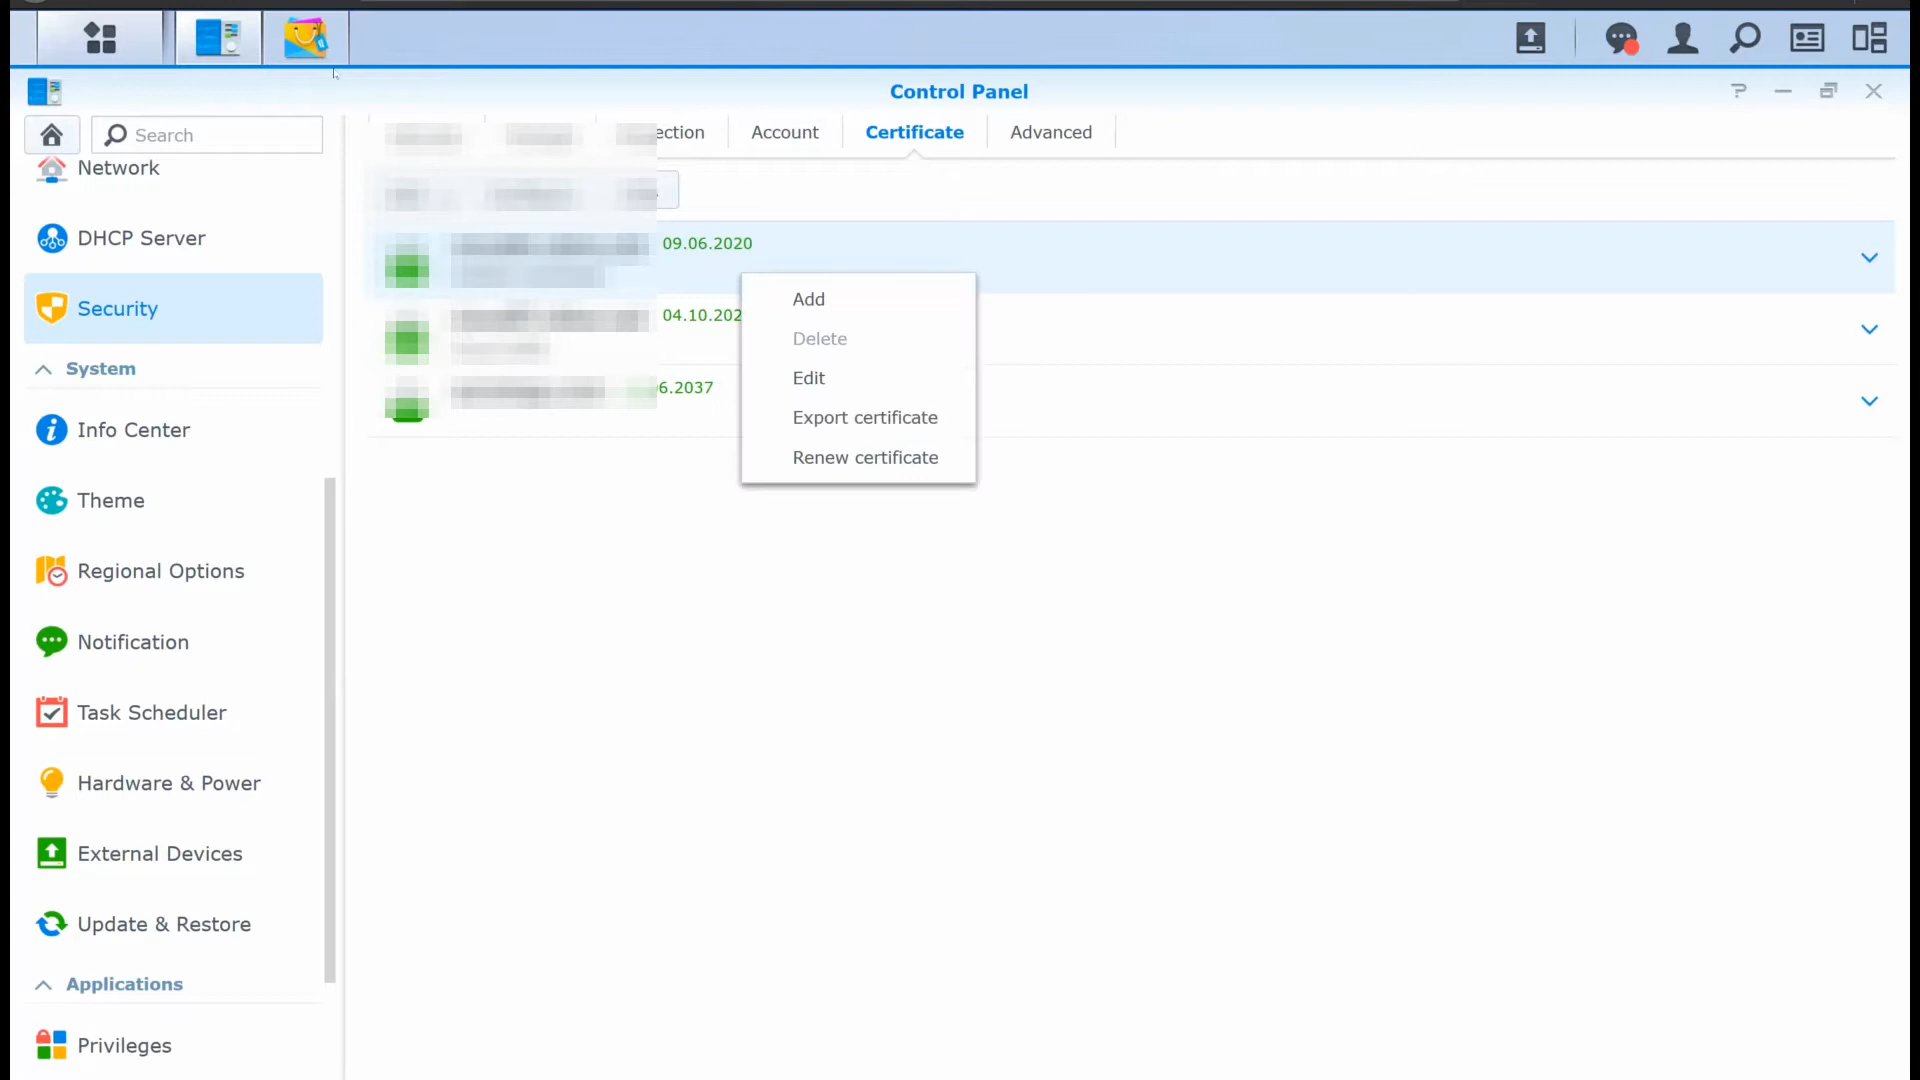 Control Panel
Search
ection
Account
Certificate
Advanced
Network
DHCP Server
Security
System
Info Center
Theme
Regional Options
Notification
Task Scheduler
Hardware & Power
External Devices
Update & Restore
Applications
Privileges
09.06.2020
04.10.202
6.2037
Add
Delete
Edit
Export certificate
Renew certificate